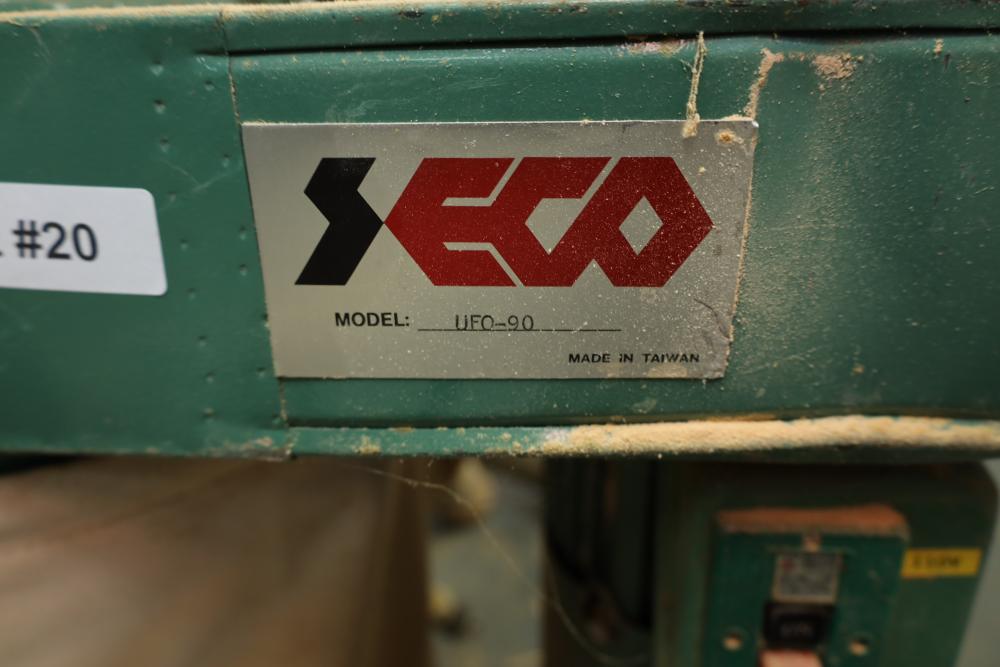 #20
SECO
MODEL: UFO-90
MADE IN TAIWAN